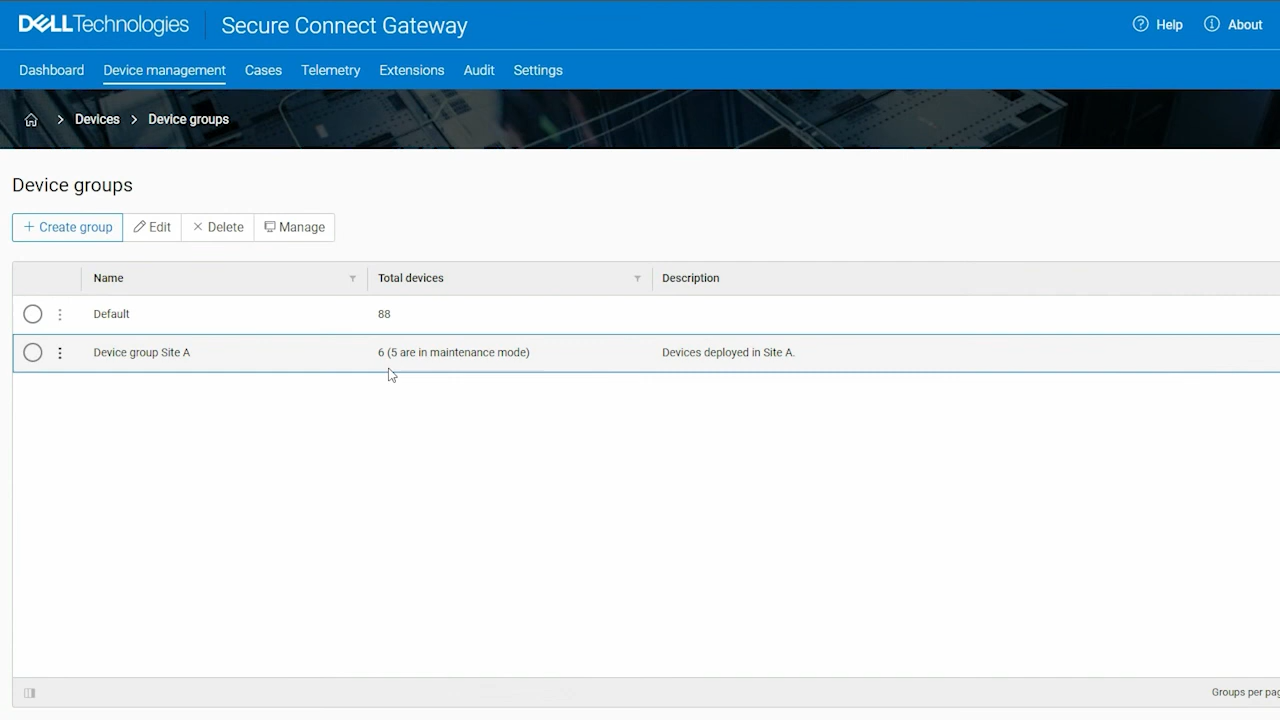 DELLTechnologies Secure Connect Gateway Help About
Dashboard Device management Cases Telemetry Extensions Audit Settings
Devices Device groups
Device groups
Create group Edit Delete Manage
Name Total devices Description
Default 88
Device group Site A 6 (5 are in maintenance mode) Devices deployed in Site A.
Groups per